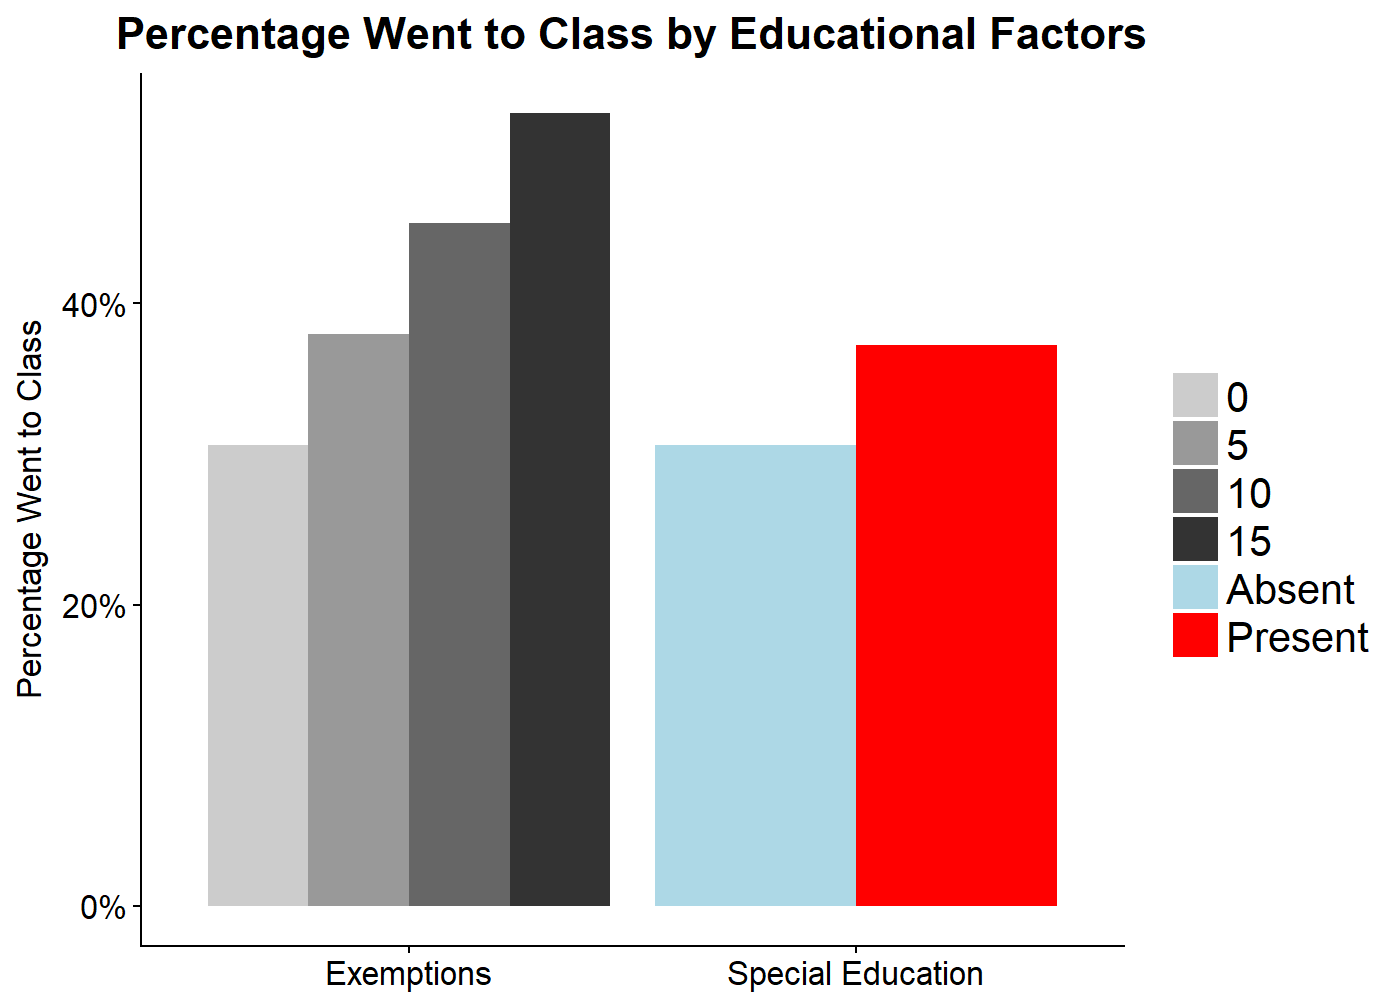 Percentage Went to Class by Educational Factors
Percentage Went to Class
40%
20%
0%
Exemptions
Special Education
0
5
10
15
Absent
Present